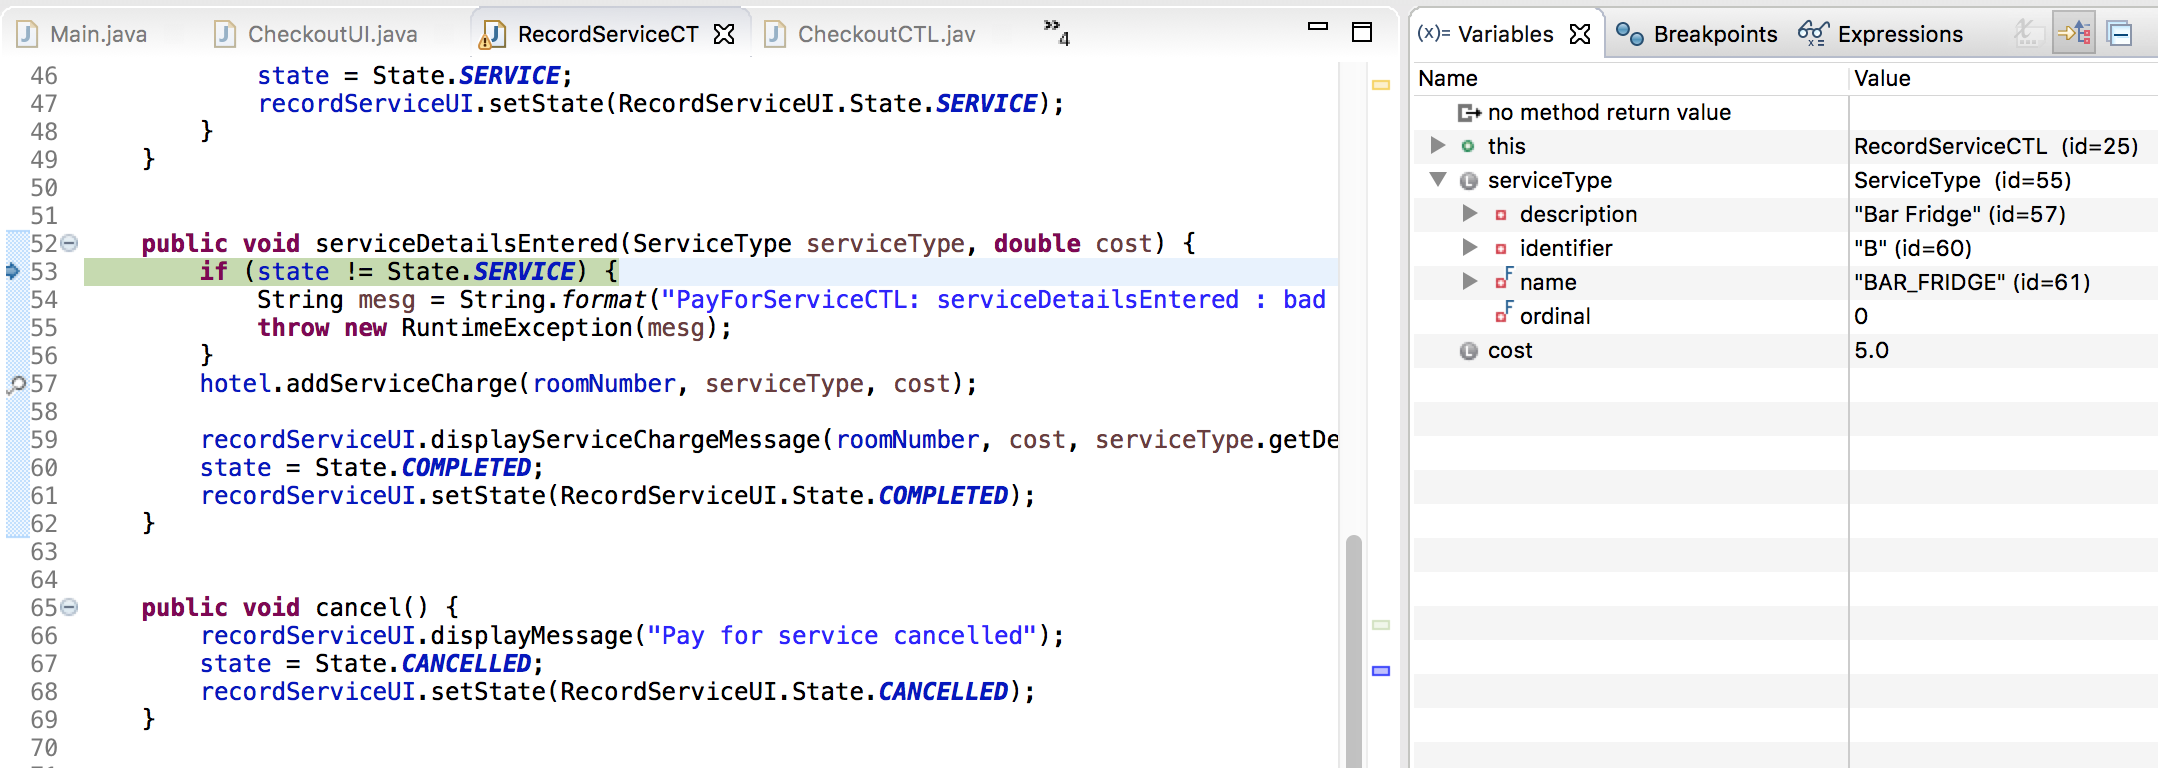 Main.java CheckoutUI.java RecordServiceCT CheckoutCTL.jav »4
46 state = State.SERVICE;
47 recordServiceUI.setState(RecordServiceUI.State.SERVICE);
48 }
49 }
50
51
52 public void serviceDetailsEntered(ServiceType serviceType, double cost) {
53 if (state != State.SERVICE) {
54 String mesg = String.format("PayForServiceCTL: serviceDetailsEntered : bad
55 throw new RuntimeException(mesg);
56 }
57 hotel.addServiceCharge(roomNumber, serviceType, cost);
58
59 recordServiceUI.displayServiceChargeMessage(roomNumber, cost, serviceType.getDe
60 state = State.COMPLETED;
61 recordServiceUI.setState(RecordServiceUI.State.COMPLETED);
62 }
63
64
65 public void cancel() {
66 recordServiceUI.displayMessage("Pay for service cancelled");
67 state = State.CANCELLED;
68 recordServiceUI.setState(RecordServiceUI.State.CANCELLED);
69 }
70
(x)= Variables Breakpoints Expressions
Name Value
no method return value
this RecordServiceCTL (id=25)
serviceType ServiceType (id=55)
description "Bar Fridge" (id=57)
identifier "B" (id=60)
name "BAR_FRIDGE" (id=61)
ordinal 0
cost 5.0